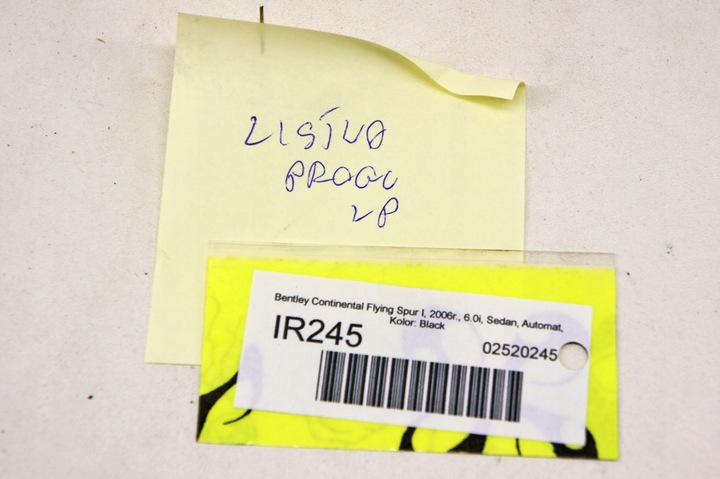 LISTWA
PROGU
LP
Bentley Continental Flying Spur I, 2006r., 6.0i, Sedan, Automat,
Kolor: Black
IR245
02520245